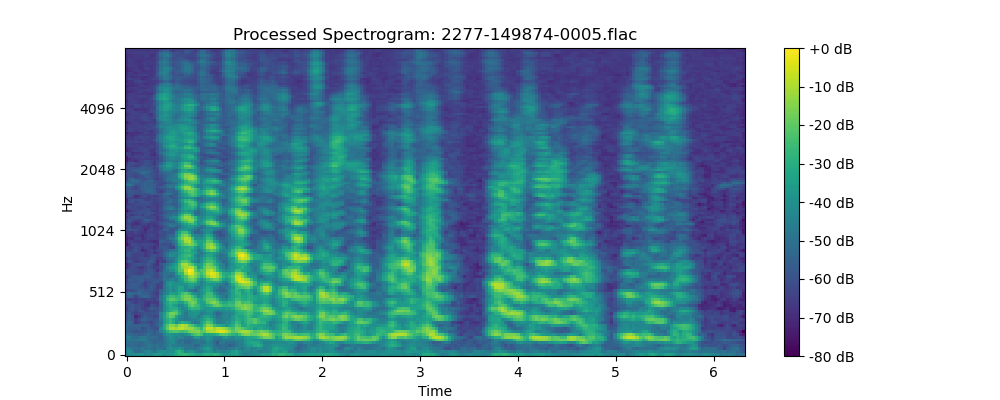 Processed Spectrogram: 2277-149874-0005.flac
Hz
4096
2048
1024
512
0
0 1 2 3 4 5 6
Time
+0 dB
-10 dB
-20 dB
-30 dB
-40 dB
-50 dB
-60 dB
-70 dB
-80 dB